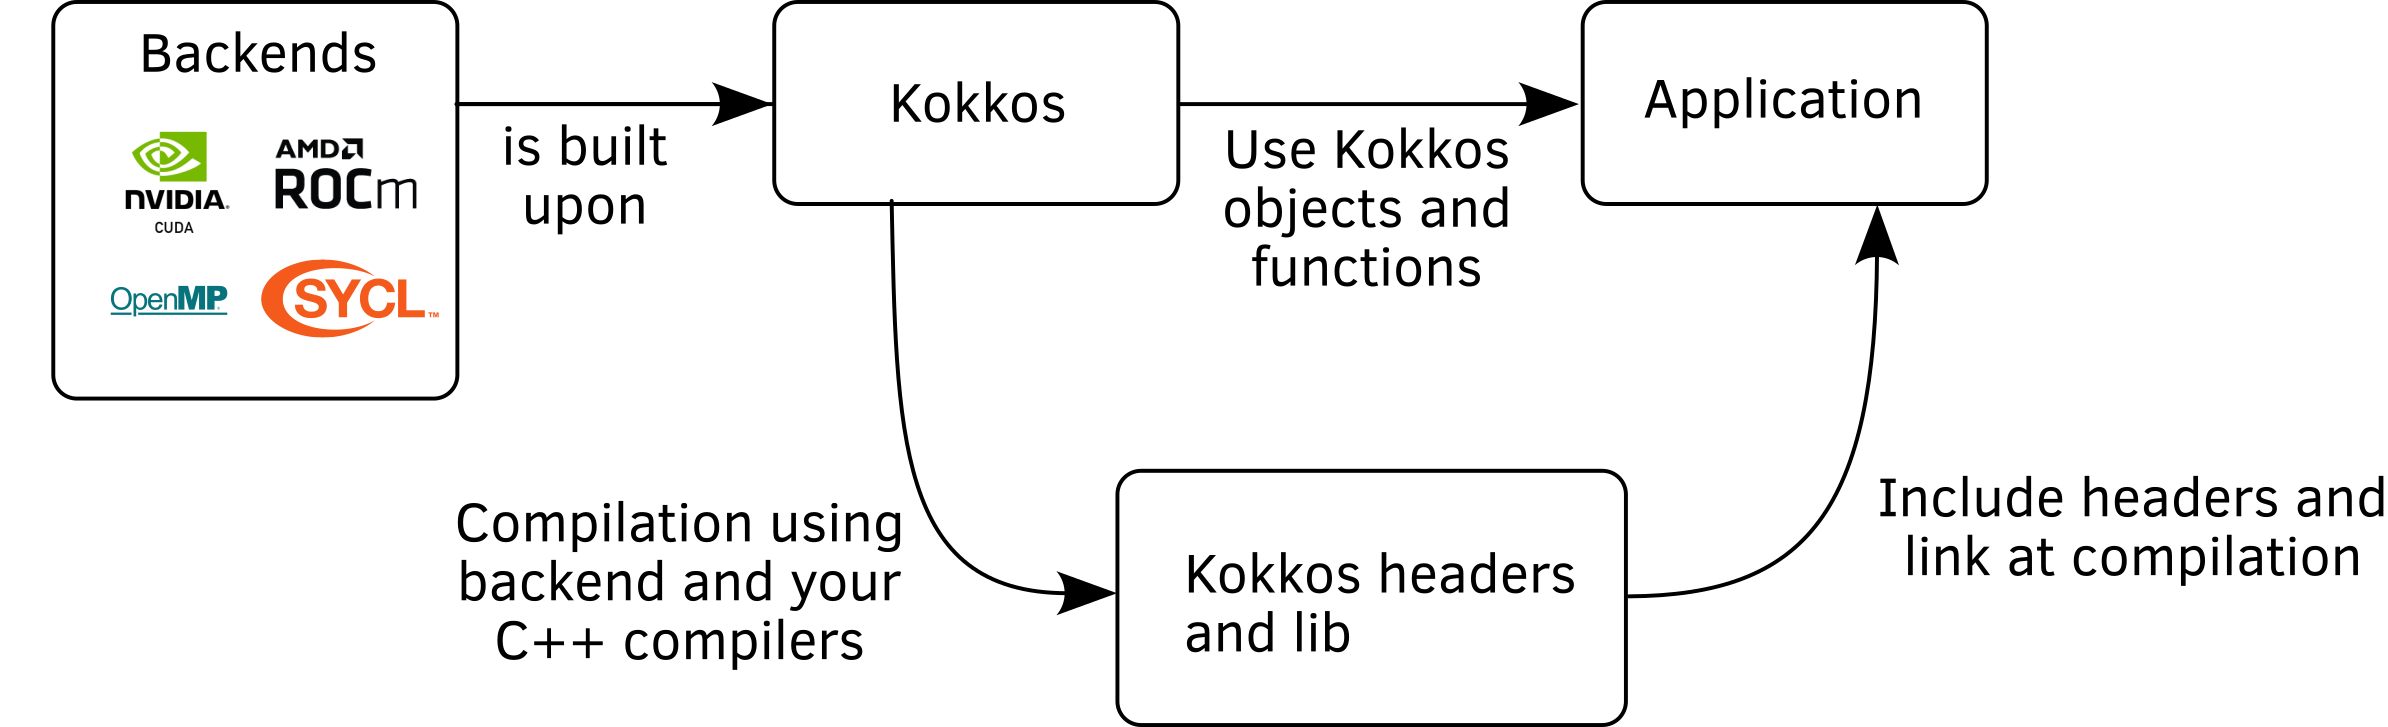 Backends
NVIDIA®
CUDA
AMD
ROCm
OpenMP
SYCL™
is built
upon
Kokkos
Use Kokkos
objects and
functions
Application
Compilation using
backend and your
C++ compilers
Kokkos headers
and lib
Include headers and
link at compilation